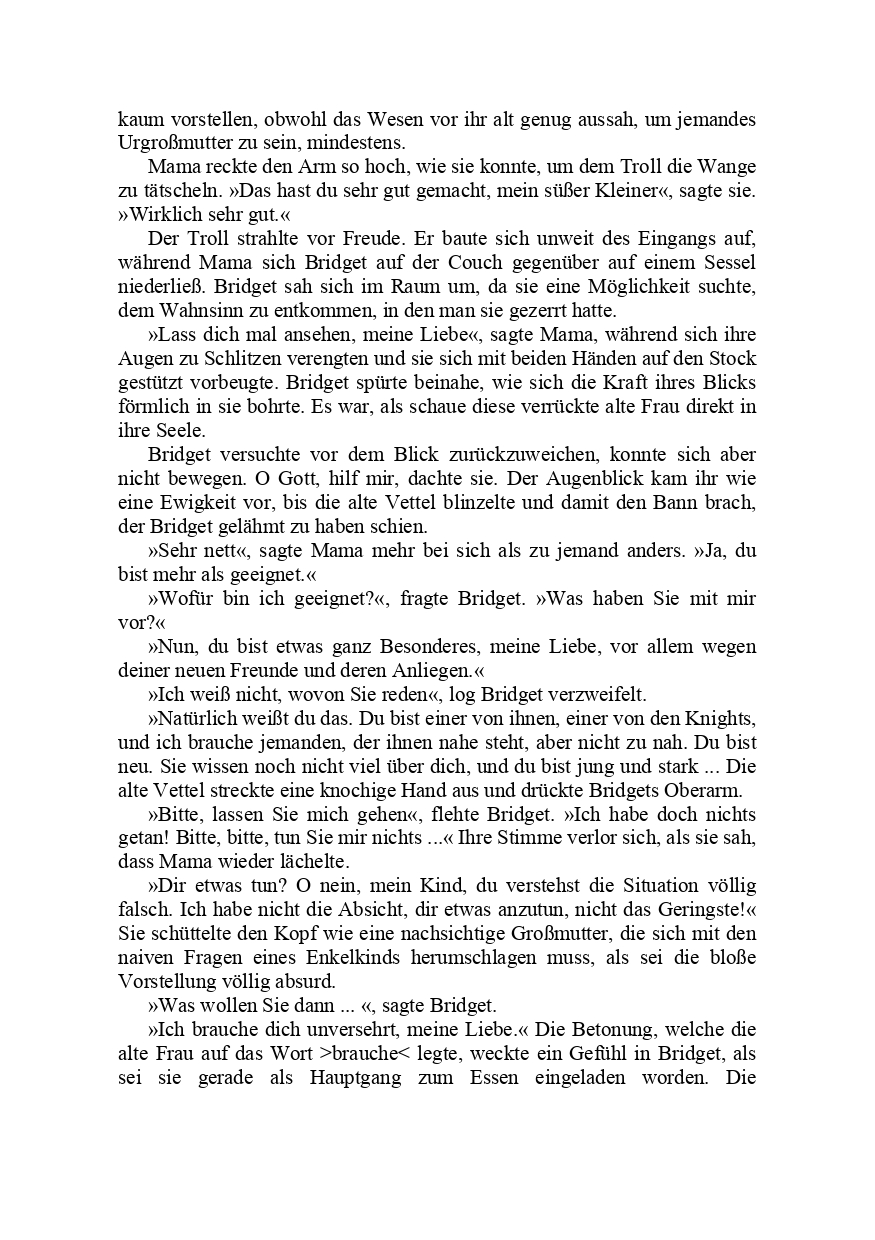 kaum vorstellen, obwohl das Wesen vor ihr alt genug aussah, um jemandes
Urgroßmutter zu sein, mindestens.
Mama reckte den Arm so hoch, wie sie konnte, um dem Troll die Wange
zu tätscheln. »Das hast du sehr gut gemacht, mein süßer Kleiner«, sagte sie.
»Wirklich sehr gut.«
Der Troll strahlte vor Freude. Er baute sich unweit des Eingangs auf,
während Mama sich Bridget auf der Couch gegenüber auf einem Sessel
niederließ. Bridget sah sich im Raum um, da sie eine Möglichkeit suchte,
dem Wahnsinn zu entkommen, in den man sie gezerrt hatte.
»Lass dich mal ansehen, meine Liebe«, sagte Mama, während sich ihre
Augen zu Schlitzen verengten und sie sich mit beiden Händen auf den Stock
gestützt vorbeugte. Bridget spürte beinahe, wie sich die Kraft ihres Blicks
förmlich in sie bohrte. Es war, als schaue diese verrückte alte Frau direkt in
ihre Seele.
Bridget versuchte vor dem Blick zurückzuweichen, konnte sich aber
nicht bewegen. O Gott, hilf mir, dachte sie. Der Augenblick kam ihr wie
eine Ewigkeit vor, bis die alte Vettel blinzelte und damit den Bann brach,
der Bridget gelähmt zu haben schien.
»Sehr nett«, sagte Mama mehr bei sich als zu jemand anders. »Ja, du
bist mehr als geeignet.«
»Wofür bin ich geeignet?«, fragte Bridget. »Was haben Sie mit mir
vor?«
»Nun, du bist etwas ganz Besonderes, meine Liebe, vor allem wegen
deiner neuen Freunde und deren Anliegen.«
»Ich weiß nicht, wovon Sie reden«, log Bridget verzweifelt.
»Natürlich weißt du das. Du bist einer von ihnen, einer von den Knights,
und ich brauche jemanden, der ihnen nahe steht, aber nicht zu nah. Du bist
neu. Sie wissen noch nicht viel über dich, und du bist jung und stark ... Die
alte Vettel streckte eine knochige Hand aus und drückte Bridgets Oberarm.
»Bitte, lassen Sie mich gehen«, flehte Bridget. »Ich habe doch nichts
getan! Bitte, bitte, tun Sie mir nichts ...« Ihre Stimme verlor sich, als sie sah,
dass Mama wieder lächelte.
»Dir etwas tun? O nein, mein Kind, du verstehst die Situation völlig
falsch. Ich habe nicht die Absicht, dir etwas anzutun, nicht das Geringste!«
Sie schüttelte den Kopf wie eine nachsichtige Großmutter, die sich mit den
naiven Fragen eines Enkelkinds herumschlagen muss, als sei die bloße
Vorstellung völlig absurd.
»Was wollen Sie dann ... «, sagte Bridget.
»Ich brauche dich unversehrt, meine Liebe.« Die Betonung, welche die
alte Frau auf das Wort >brauche< legte, weckte ein Gefühl in Bridget, als
sei sie gerade als Hauptgang zum Essen eingeladen worden. Die